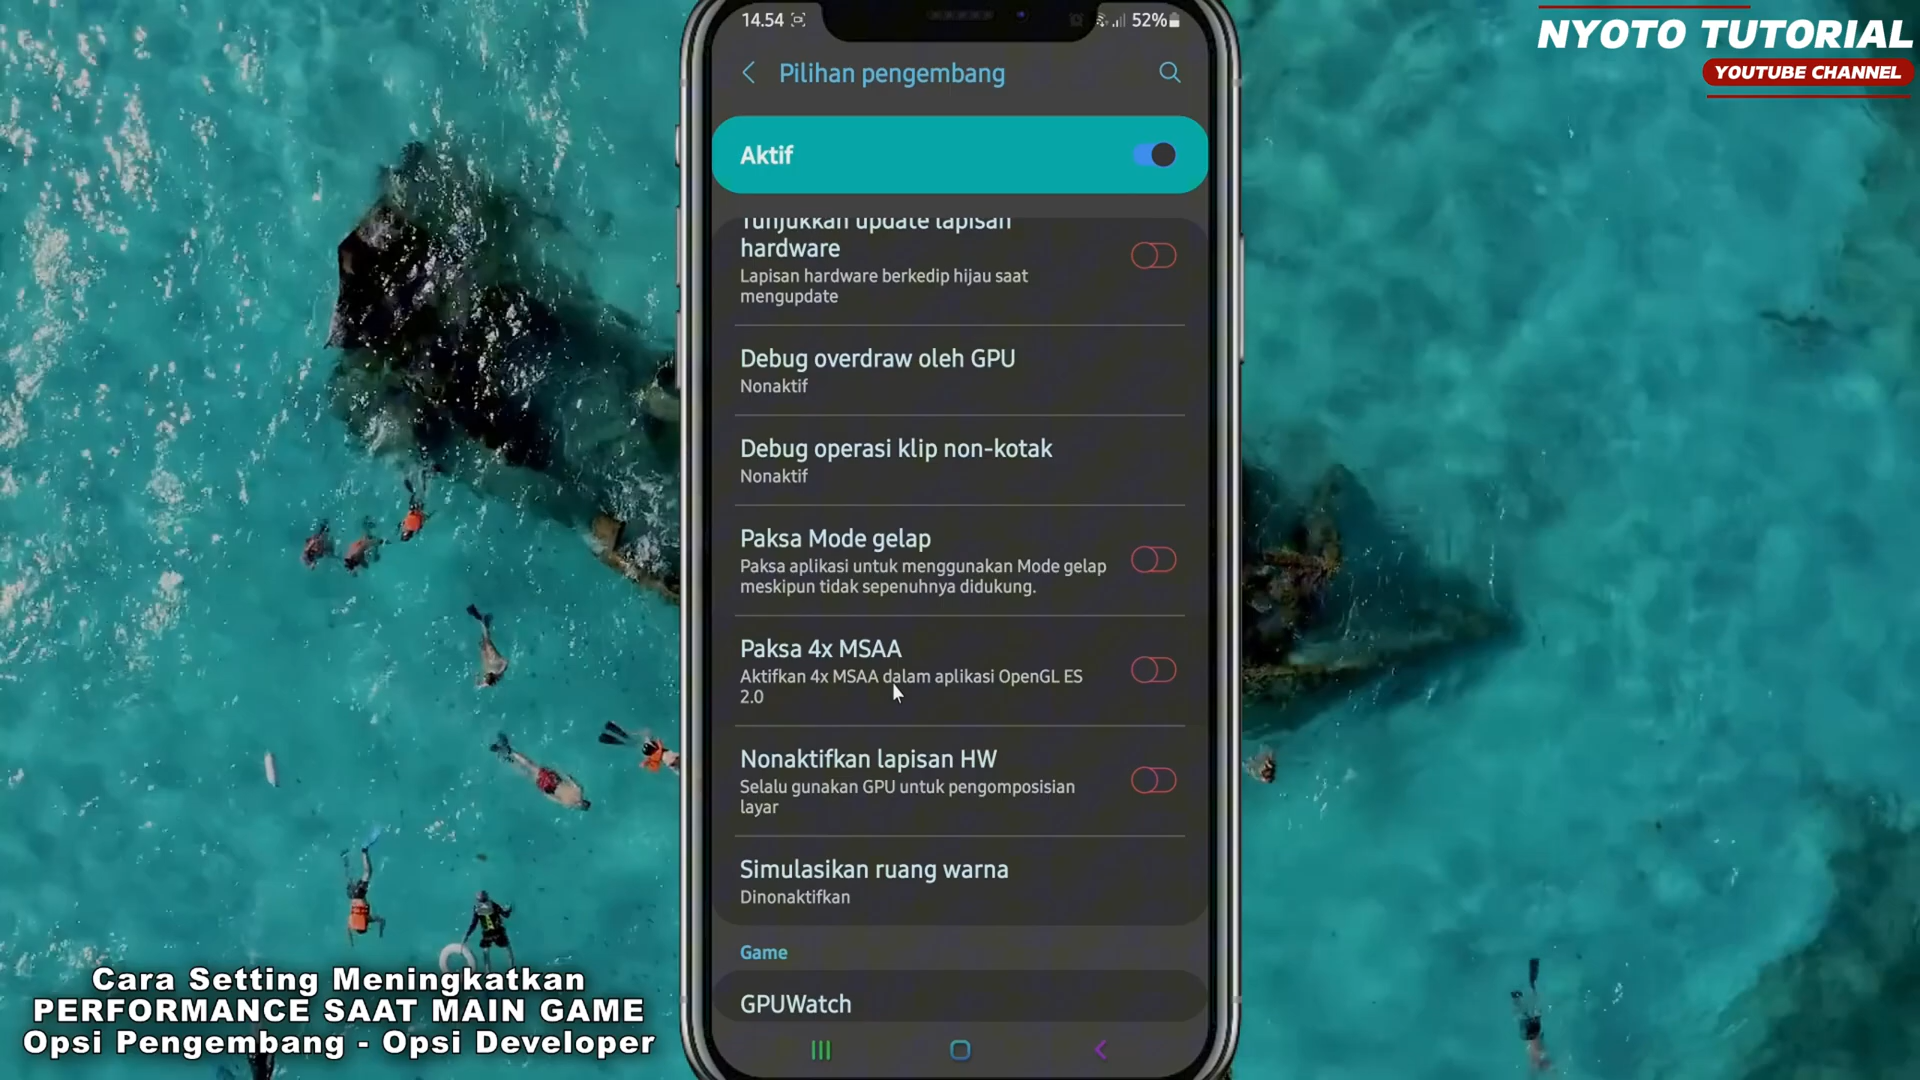 14.54
52%
NYOTO TUTORIAL
YOUTUBE CHANNEL
Pilihan pengembang
Aktif
Tunjukkan update lapisan
hardware
Lapisan hardware berkedip hijau saat
mengupdate
Debug overdraw oleh GPU
Nonaktif
Debug operasi klip non-kotak
Nonaktif
Paksa Mode gelap
Paksa aplikasi untuk menggunakan Mode gelap
meskipun tidak sepenuhnya didukung.
Paksa 4x MSAA
Aktifkan 4x MSAA dalam aplikasi OpenGL ES
2.0
Nonaktifkan lapisan HW
Selalu gunakan GPU untuk pengomposisian
layar
Simulasikan ruang warna
Dinonaktifkan
Game
GPUWatch
Cara Setting Meningkatkan
PERFORMANCE SAAT MAIN GAME
Opsi Pengembang - Opsi Developer